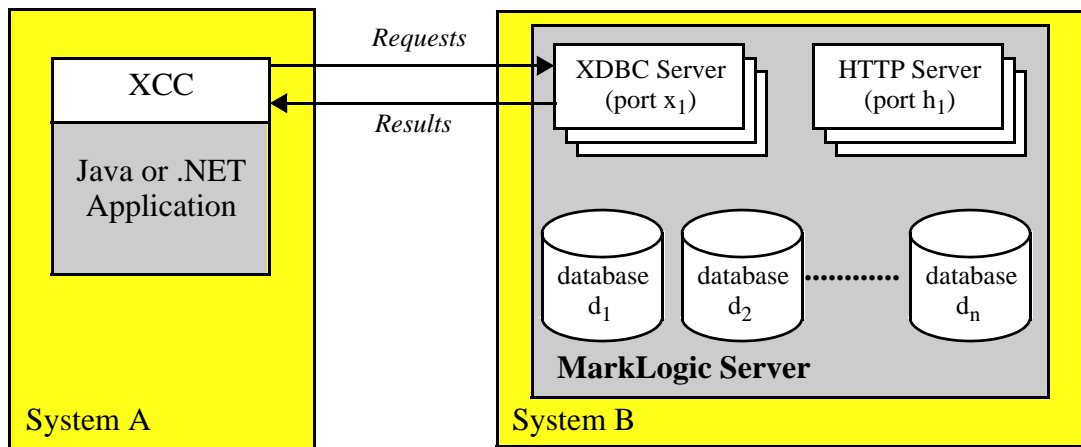 XCC
Java or .NET
Application
System A
Requests
Results
XDBC Server
(port x1)
HTTP Server
(port h1)
database
d1
database
d2
database
dn
MarkLogic Server
System B